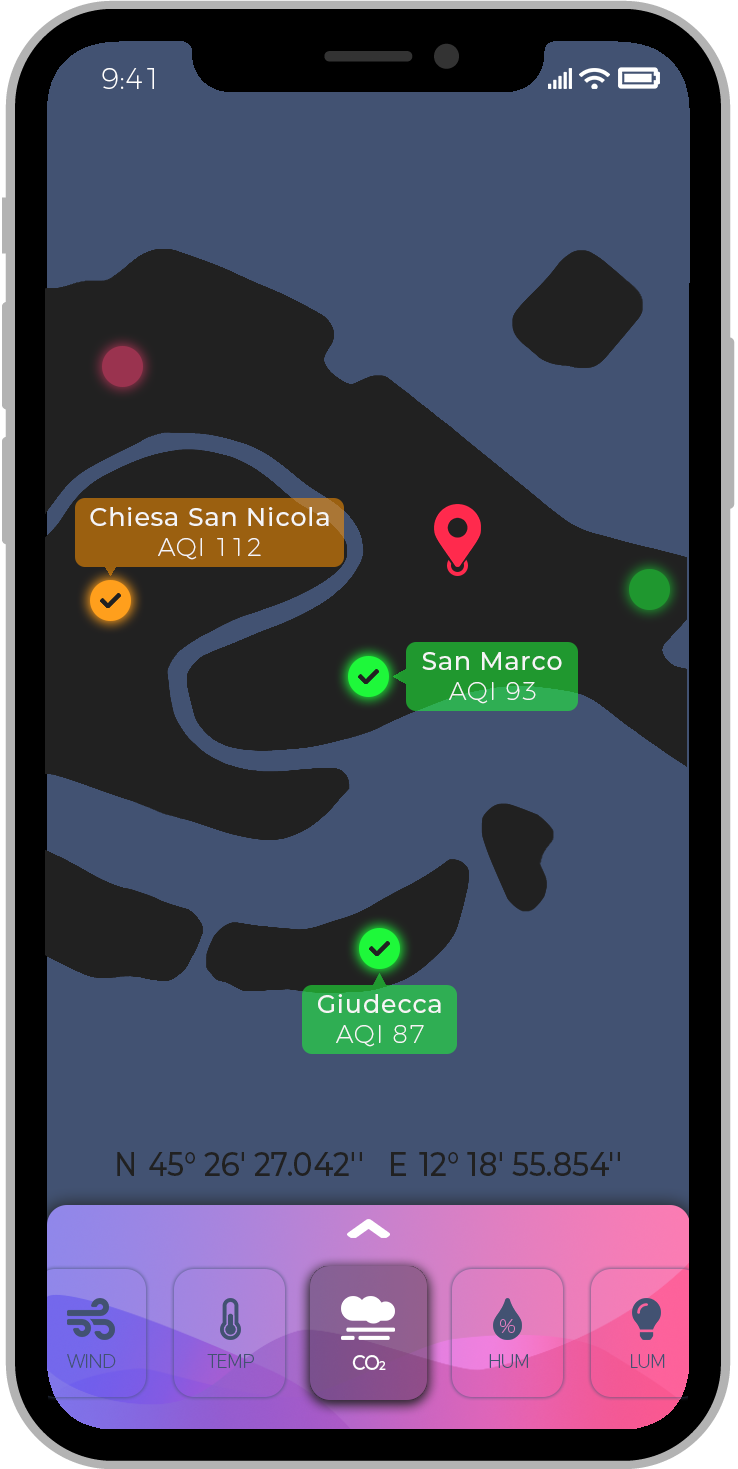 9:41
Chiesa San Nicola
AQI 112
San Marco
AQI 93
Giudecca
AQI 87
N 45° 26' 27.042'' E 12° 18' 55.854''
WIND
TEMP
CO₂
%
HUM
LUM